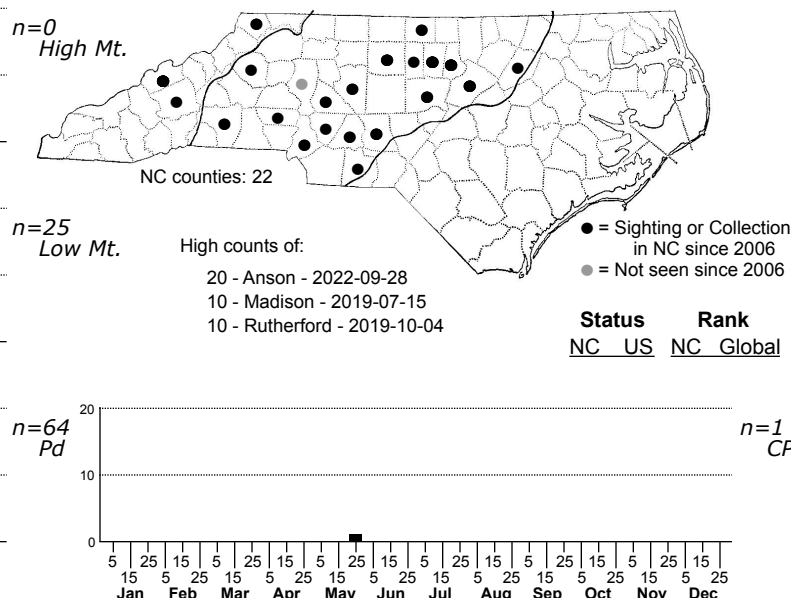 n=0
High Mt.
NC counties: 22
n=25
Low Mt.
High counts of:
20 - Anson - 2022-09-28
10 - Madison - 2019-07-15
10 - Rutherford - 2019-10-04
● = Sighting or Collection
in NC since 2006
● = Not seen since 2006
Status Rank
NC US NC Global
n=64
Pd
n=1
CP
20
10
0
5 25 15 5 25 15 5 25 15 5 25 15 5 25 15 5 25 15
15 5 25 15 5 25 15 5 25 15 5 25 15 5 25 15 5 25
Jan Feb Mar Apr May Jun Jul Aug Sep Oct Nov Dec